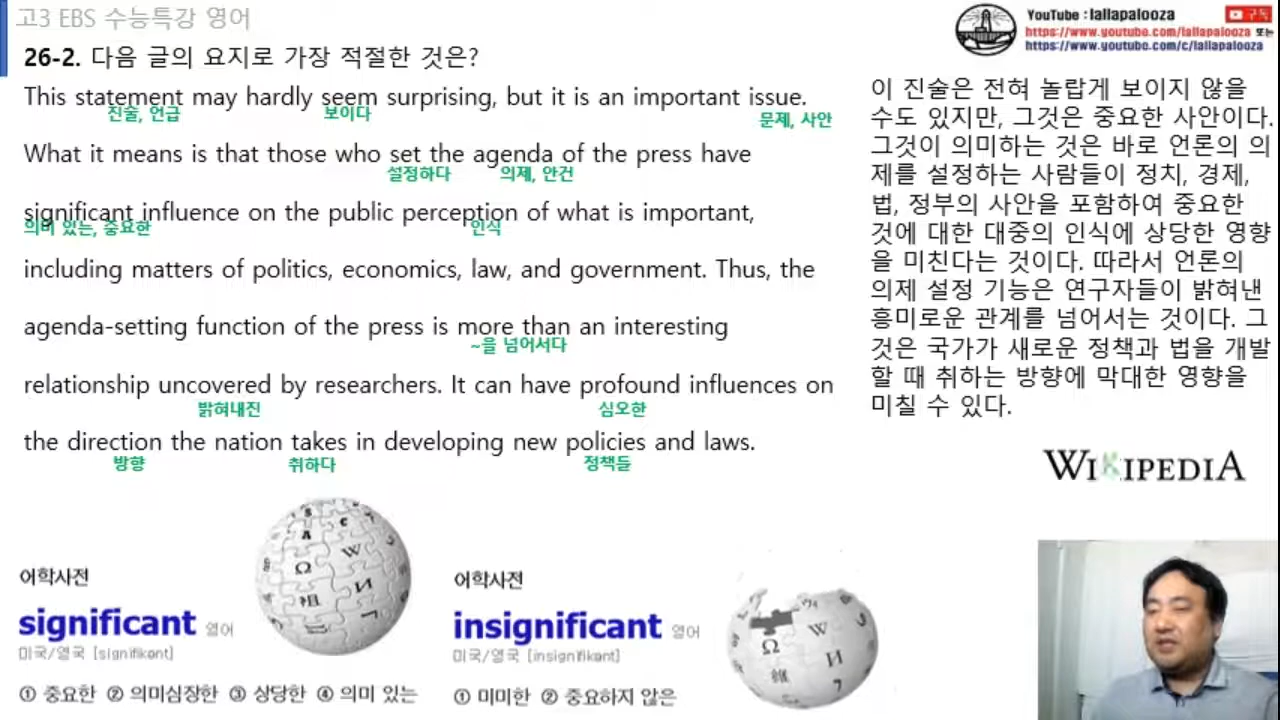 고3 EBS 수능특강 영어
YouTube : lallapalooza
구독
https://www.youtube.com/lallapalooza 또는
https://www.youtube.com/c/lallapalooza
26-2. 다음 글의 요지로 가장 적절한 것은?
This statement may hardly seem surprising, but it is an important issue.
진술, 언급 보이다 문제, 사안
What it means is that those who set the agenda of the press have
설정하다 의제, 안건
significant influence on the public perception of what is important,
의미 있는, 중요한 인식
including matters of politics, economics, law, and government. Thus, the
agenda-setting function of the press is more than an interesting
~을 넘어서다
relationship uncovered by researchers. It can have profound influences on
밝혀내진 심오한
the direction the nation takes in developing new policies and laws.
방향 취하다 정책들
이 진술은 전혀 놀랍게 보이지 않을
수도 있지만, 그것은 중요한 사안이다.
그것이 의미하는 것은 바로 언론의 의
제를 설정하는 사람들이 정치, 경제,
법, 정부의 사안을 포함하여 중요한
것에 대한 대중의 인식에 상당한 영향
을 미친다는 것이다. 따라서 언론의
의제 설정 기능은 연구자들이 밝혀낸
흥미로운 관계를 넘어서는 것이다. 그
것은 국가가 새로운 정책과 법을 개발
할 때 취하는 방향에 막대한 영향을
미칠 수 있다.
WIKIPEDIA
어학사전
significant 영어
미국/영국 [signifikənt]
① 중요한 ② 의미심장한 ③ 상당한 ④ 의미 있는
어학사전
insignificant 영어
미국/영국 [insignifikənt]
① 미미한 ② 중요하지 않은